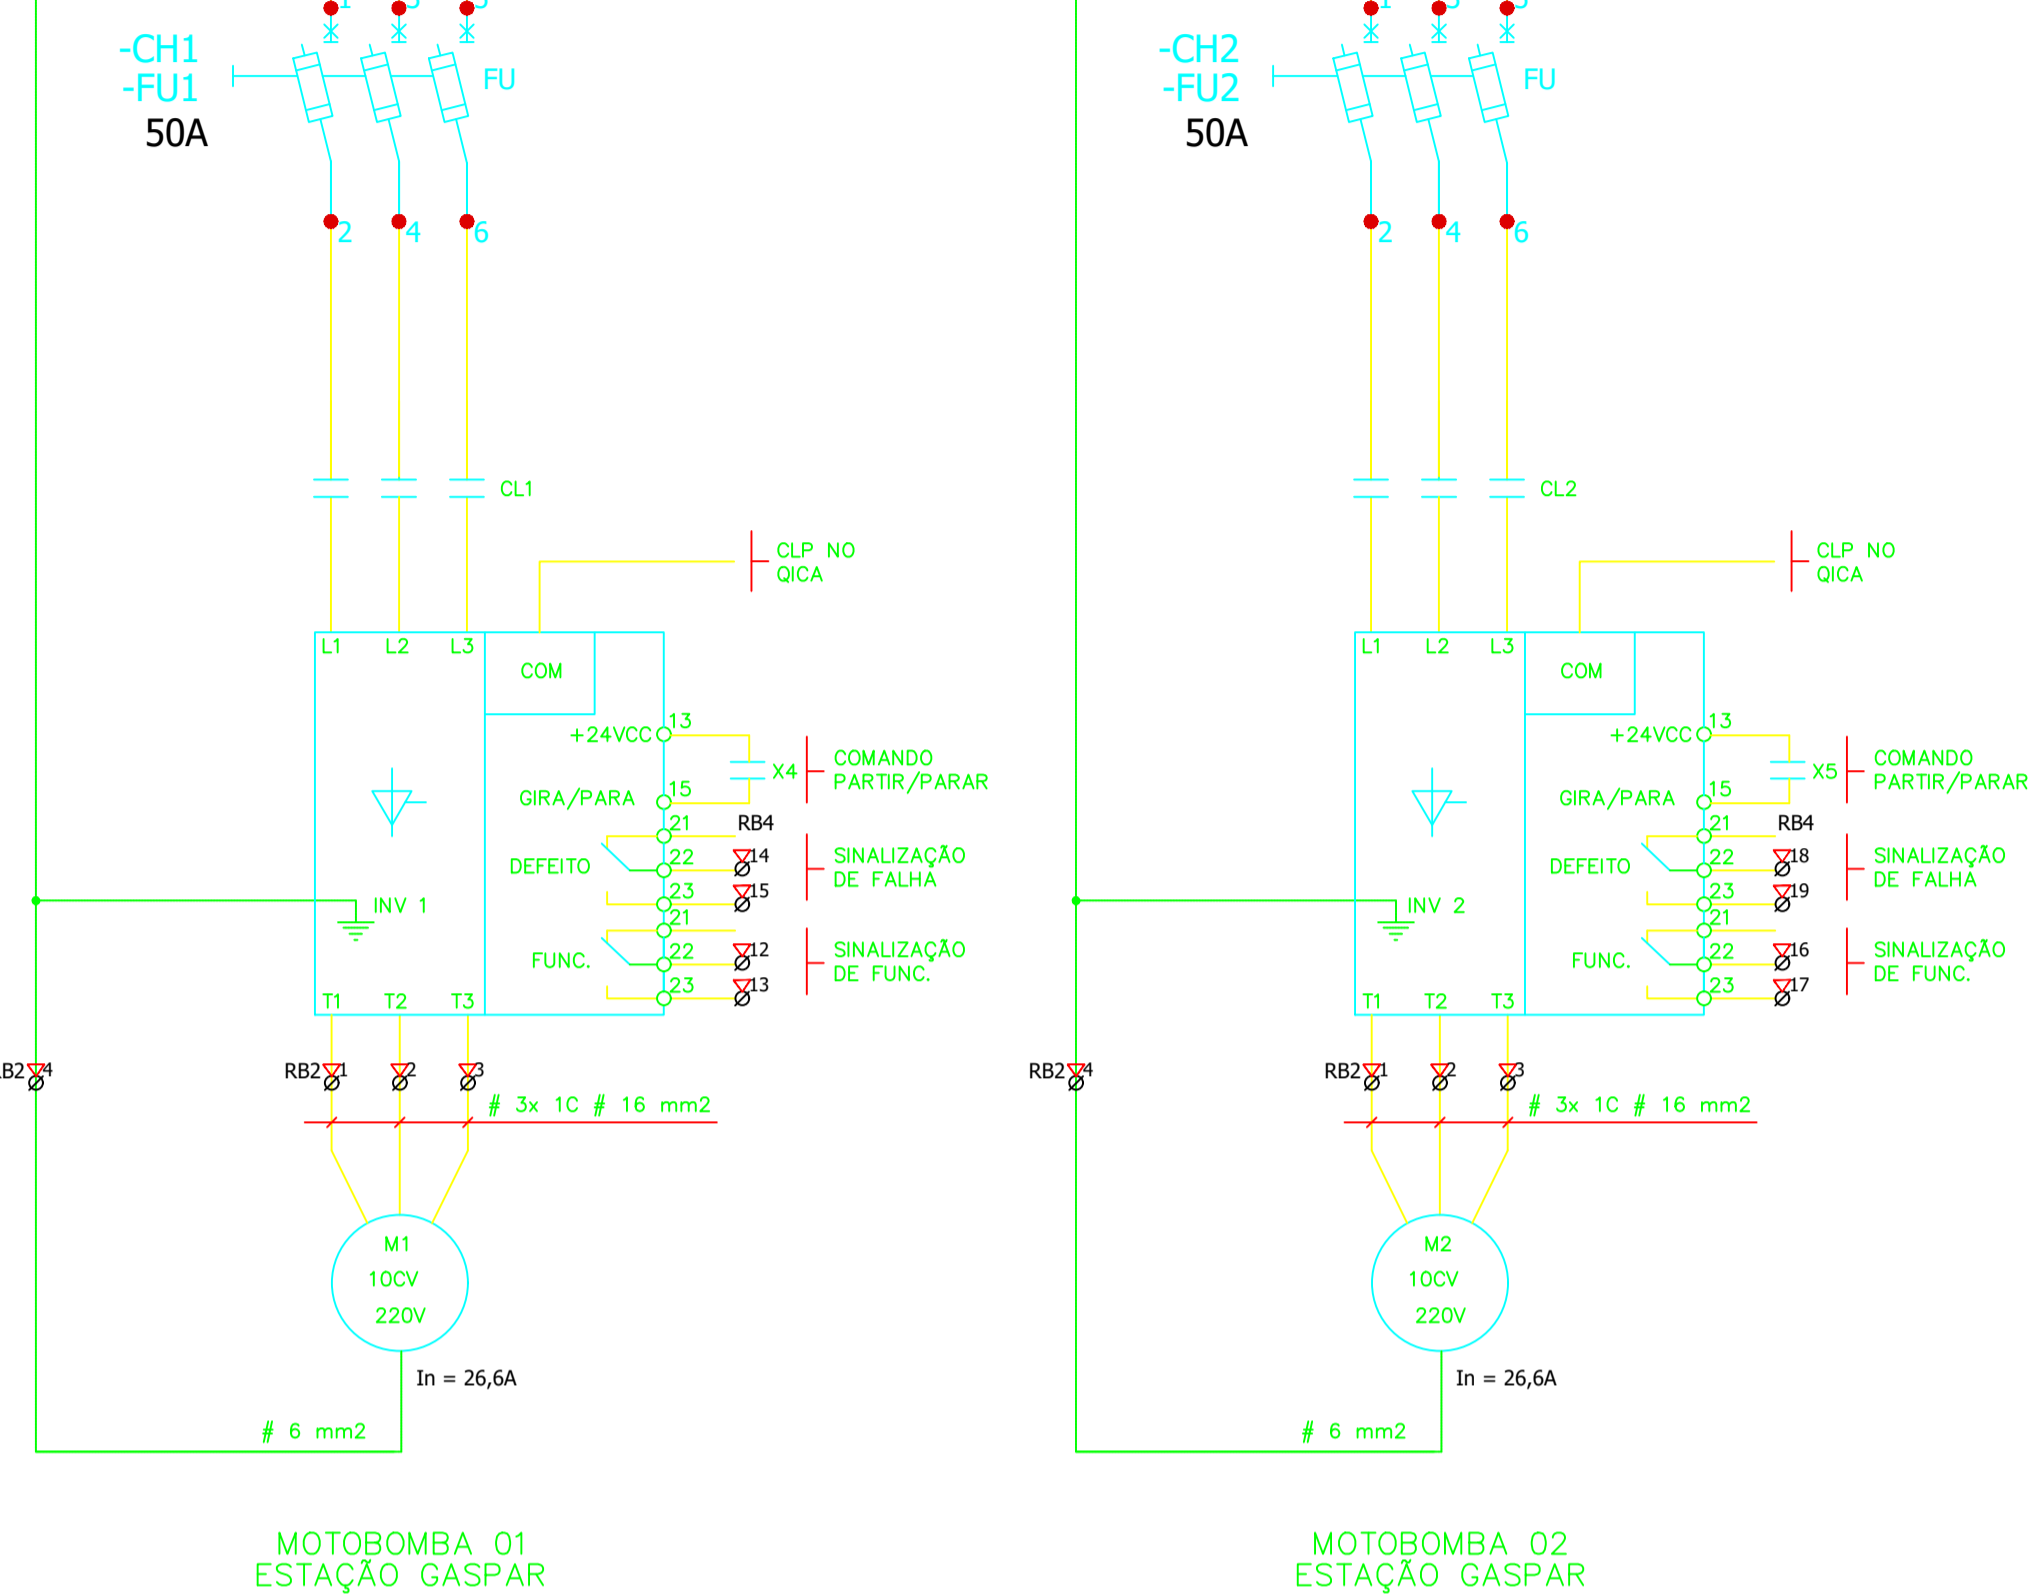 1 3 5
-CH1
-FU1
FU
50A
2 4 6
CL1
CLP NO
QICA
L1 L2 L3
COM
13
+24VCC
X4
COMANDO
PARTIR/PARAR
15
GIRA/PARA
21
RB4
22
14
DEFEITO
SINALIZAÇÃO
DE FALHA
23
15
21
INV 1
22
12
FUNC.
SINALIZAÇÃO
DE FUNC.
23
13
T1 T2 T3
RB2 4
RB2 1 2 3
# 3x 1C # 16 mm2
M1
10CV
220V
In = 26,6A
# 6 mm2
MOTOBOMBA 01
ESTAÇÃO GASPAR
1 3 5
-CH2
-FU2
FU
50A
2 4 6
CL2
CLP NO
QICA
L1 L2 L3
COM
13
+24VCC
X5
COMANDO
PARTIR/PARAR
15
GIRA/PARA
21
RB4
22
18
DEFEITO
SINALIZAÇÃO
DE FALHA
23
19
21
INV 2
22
16
FUNC.
SINALIZAÇÃO
DE FUNC.
23
17
T1 T2 T3
RB2 4
RB2 1 2 3
# 3x 1C # 16 mm2
M2
10CV
220V
In = 26,6A
# 6 mm2
MOTOBOMBA 02
ESTAÇÃO GASPAR